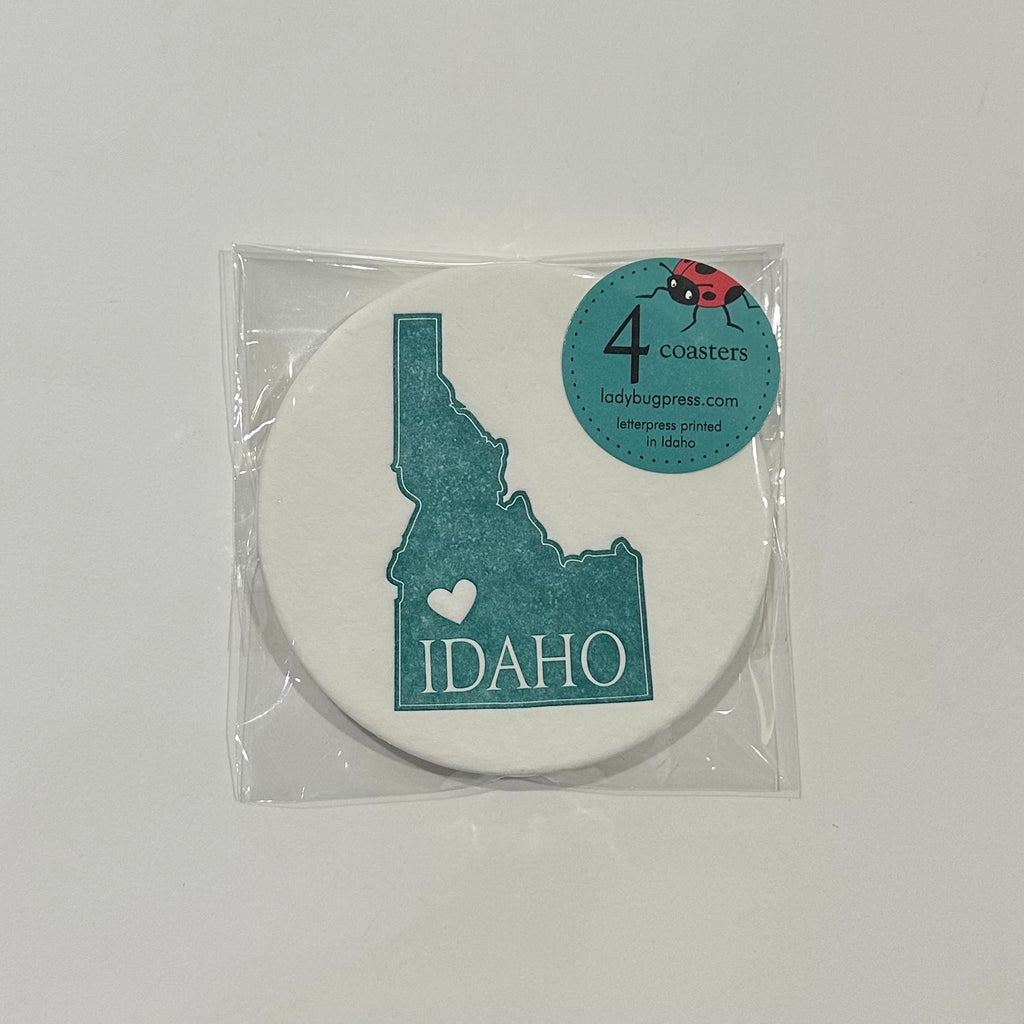 4 coasters
ladybugpress.com
letterpress printed
in Idaho
IDAHO